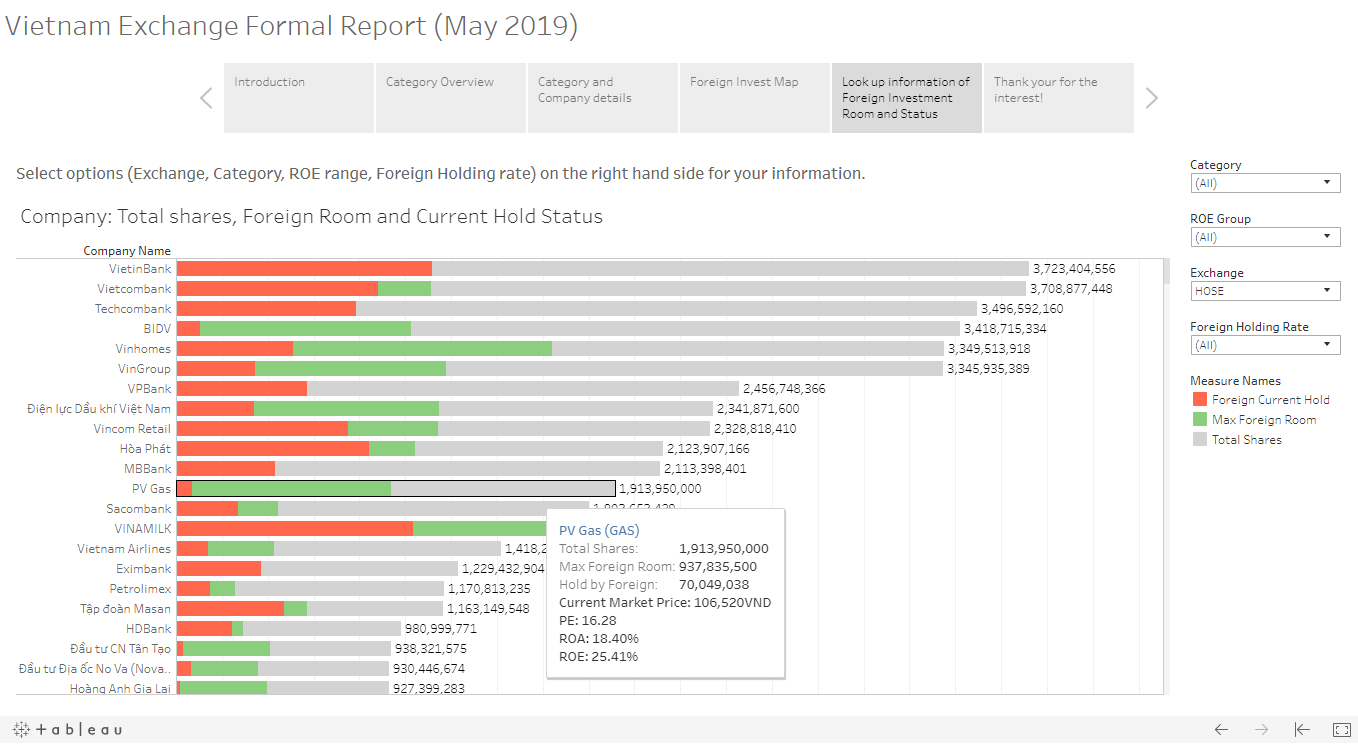 Vietnam Exchange Formal Report (May 2019)
Introduction
Category Overview
Category and
Company details
Foreign Invest Map
Look up information of
Foreign Investment
Room and Status
Thank your for the
interest!
Select options (Exchange, Category, ROE range, Foreign Holding rate) on the right hand side for your information.
Company: Total shares, Foreign Room and Current Hold Status
Company Name
VietinBank 3,723,404,556
Vietcombank 3,708,877,448
Techcombank 3,496,592,160
BIDV 3,418,715,334
Vinhomes 3,349,513,918
VinGroup 3,345,935,389
VPBank 2,456,748,366
Điện lực Dầu khí Việt Nam 2,341,871,600
Vincom Retail 2,328,818,410
Hòa Phát 2,123,907,166
MBBank 2,113,398,401
PV Gas 1,913,950,000
Sacombank
VINAMILK
Vietnam Airlines 1,418,2
Eximbank 1,229,432,904
Petrolimex 1,170,813,235
Tập đoàn Masan 1,163,149,548
HDBank 980,999,771
Đầu tư CN Tân Tạo 938,321,575
Đầu tư Địa ốc No Va (Nova.. 930,446,674
Hoàng Anh Gia Lai 927,399,283
PV Gas (GAS)
Total Shares: 1,913,950,000
Max Foreign Room: 937,835,500
Hold by Foreign: 70,049,038
Current Market Price: 106,520VND
PE: 16.28
ROA: 18.40%
ROE: 25.41%
Category
(All)
ROE Group
(All)
Exchange
HOSE
Foreign Holding Rate
(All)
Measure Names
Foreign Current Hold
Max Foreign Room
Total Shares
+ a b l e a u